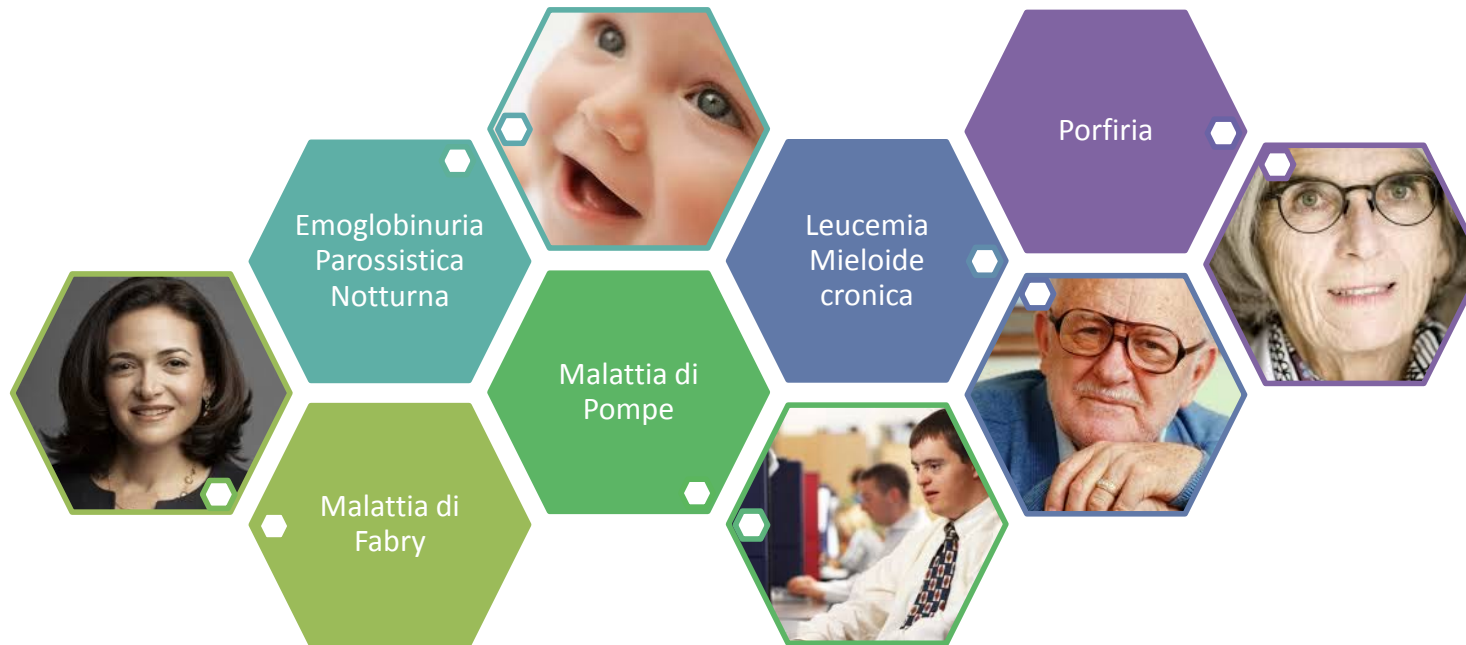 Porfiria
Emoglobinuria
Parossistica
Notturna
Leucemia
Mieloide
cronica
Malattia di
Pompe
Malattia di
Fabry